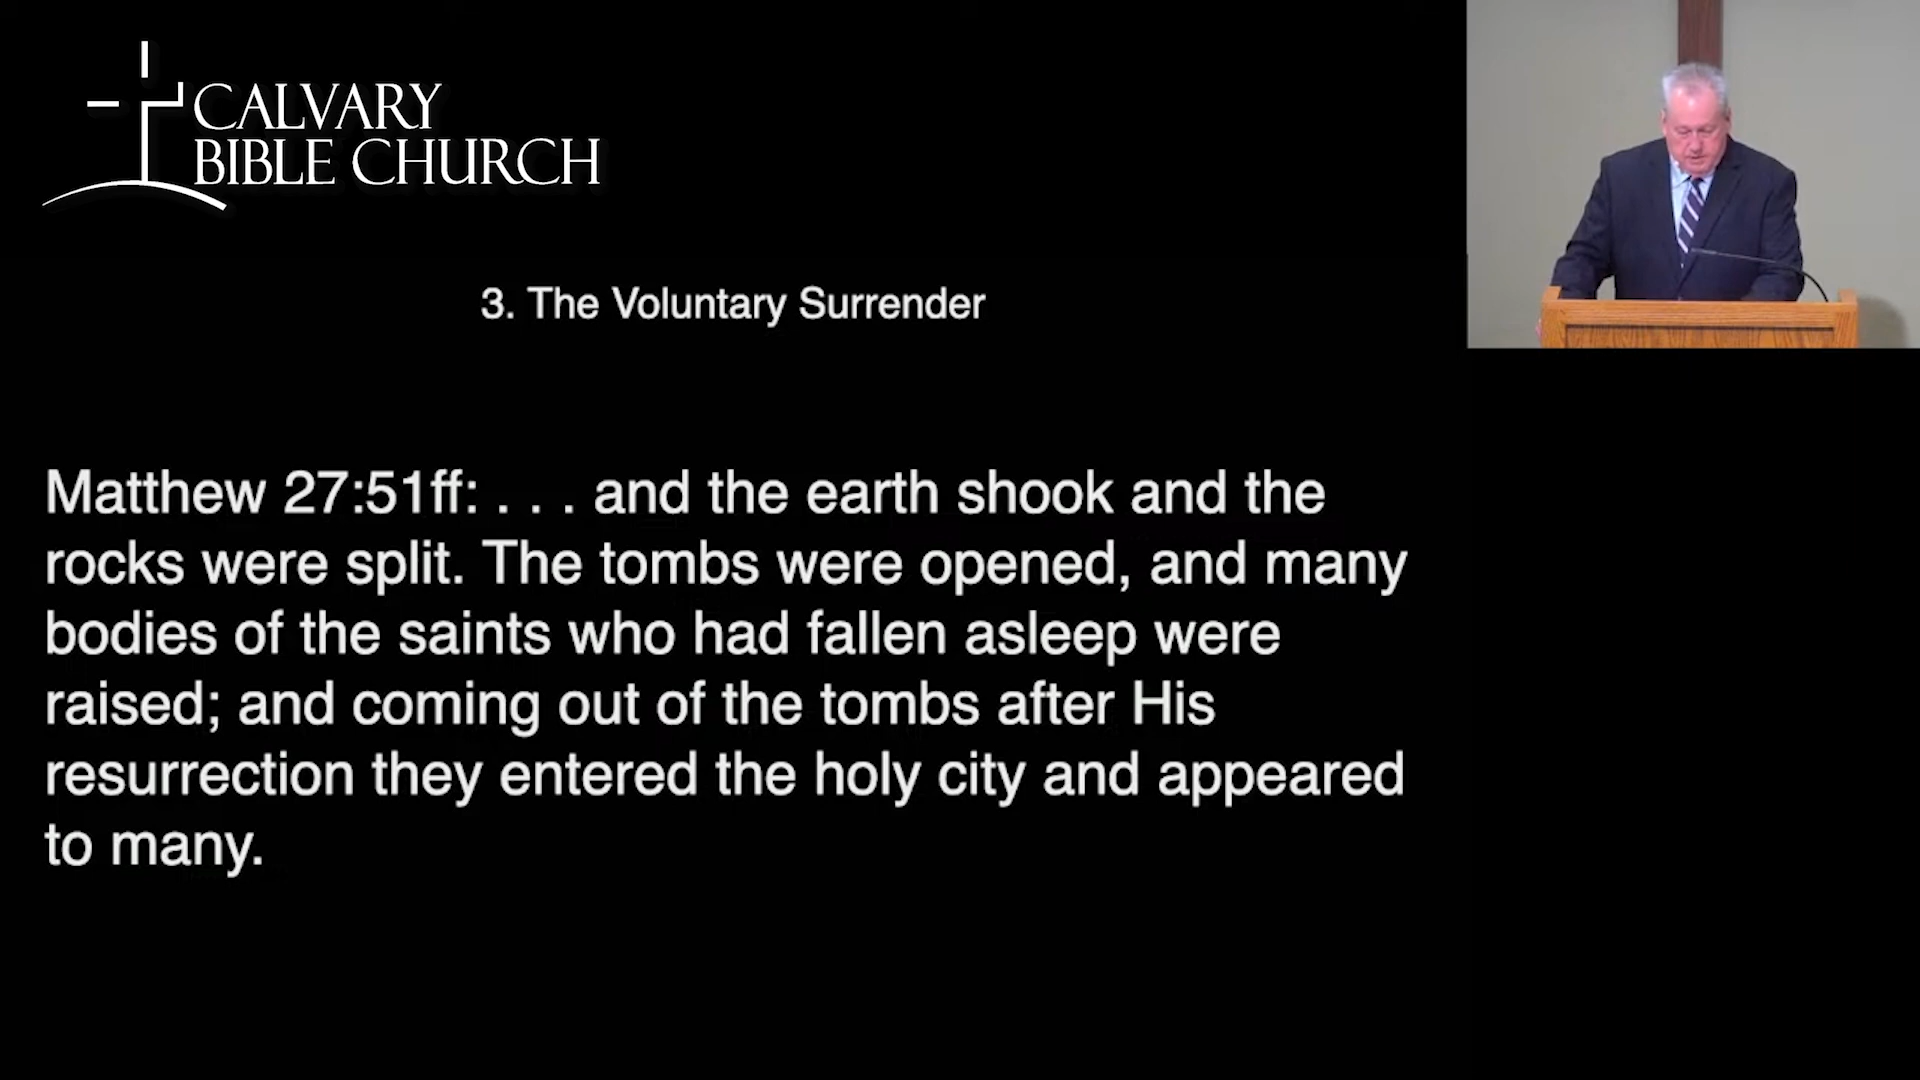 CALVARY
BIBLE CHURCH
3. The Voluntary Surrender
Matthew 27:51ff: . . . and the earth shook and the
rocks were split. The tombs were opened, and many
bodies of the saints who had fallen asleep were
raised; and coming out of the tombs after His
resurrection they entered the holy city and appeared
to many.